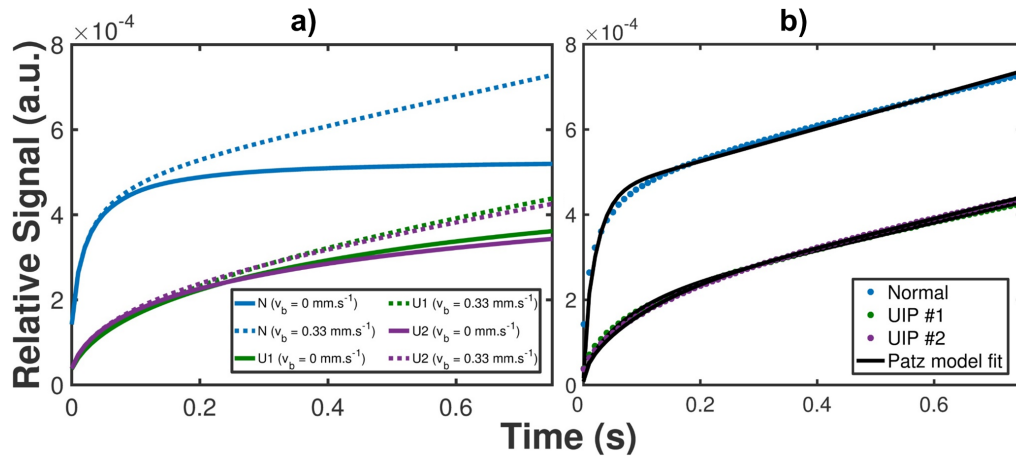 a)
b)
×10⁻⁴
×10⁻⁴
8
6
4
2
0
0
0.2
0.4
0.6
8
6
4
2
0
0
0.2
0.4
0.6
Relative Signal (a.u.)
N (v_b = 0 mm.s⁻¹)
N (v_b = 0.33 mm.s⁻¹)
U1 (v_b = 0 mm.s⁻¹)
U1 (v_b = 0.33 mm.s⁻¹)
U2 (v_b = 0 mm.s⁻¹)
U2 (v_b = 0.33 mm.s⁻¹)
Normal
UIP #1
UIP #2
Patz model fit
Time (s)